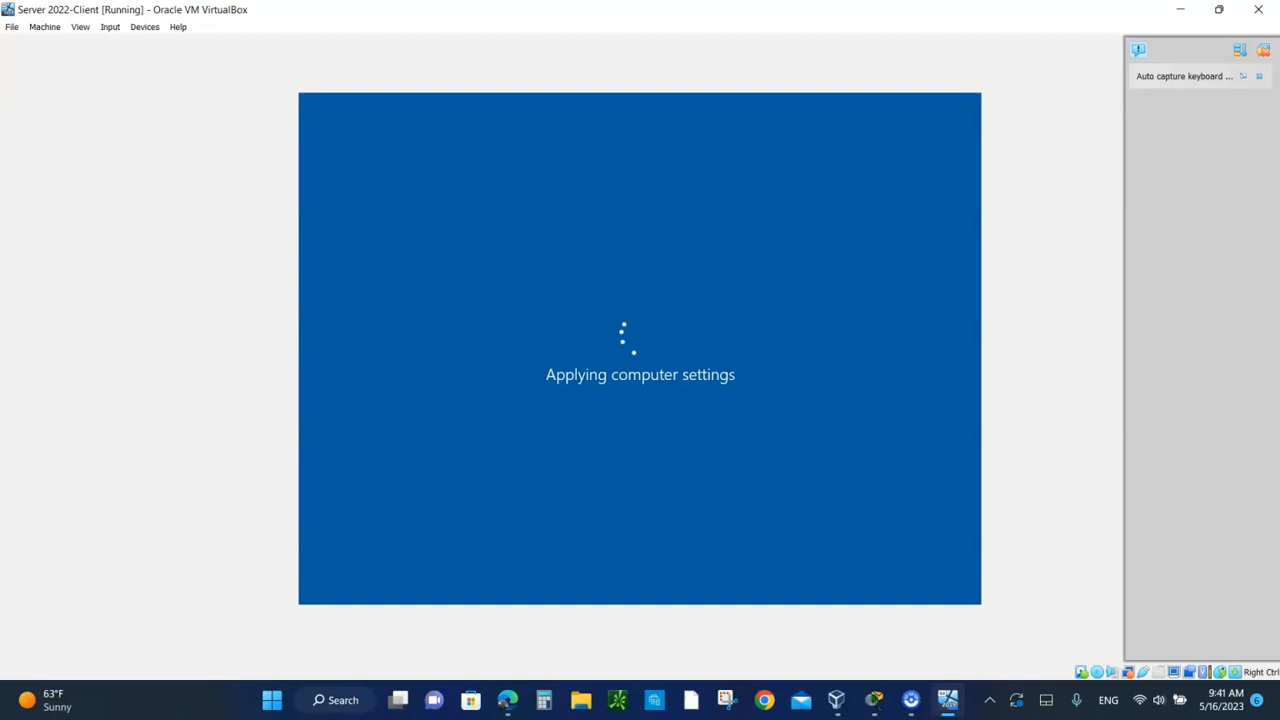 Server 2022-Client [Running] - Oracle VM VirtualBox
File Machine View Input Devices Help
Auto capture keyboard ...
Applying computer settings
Right Ctrl
63°F
Sunny
Search
2019
ENG
9:41 AM
5/16/2023
6